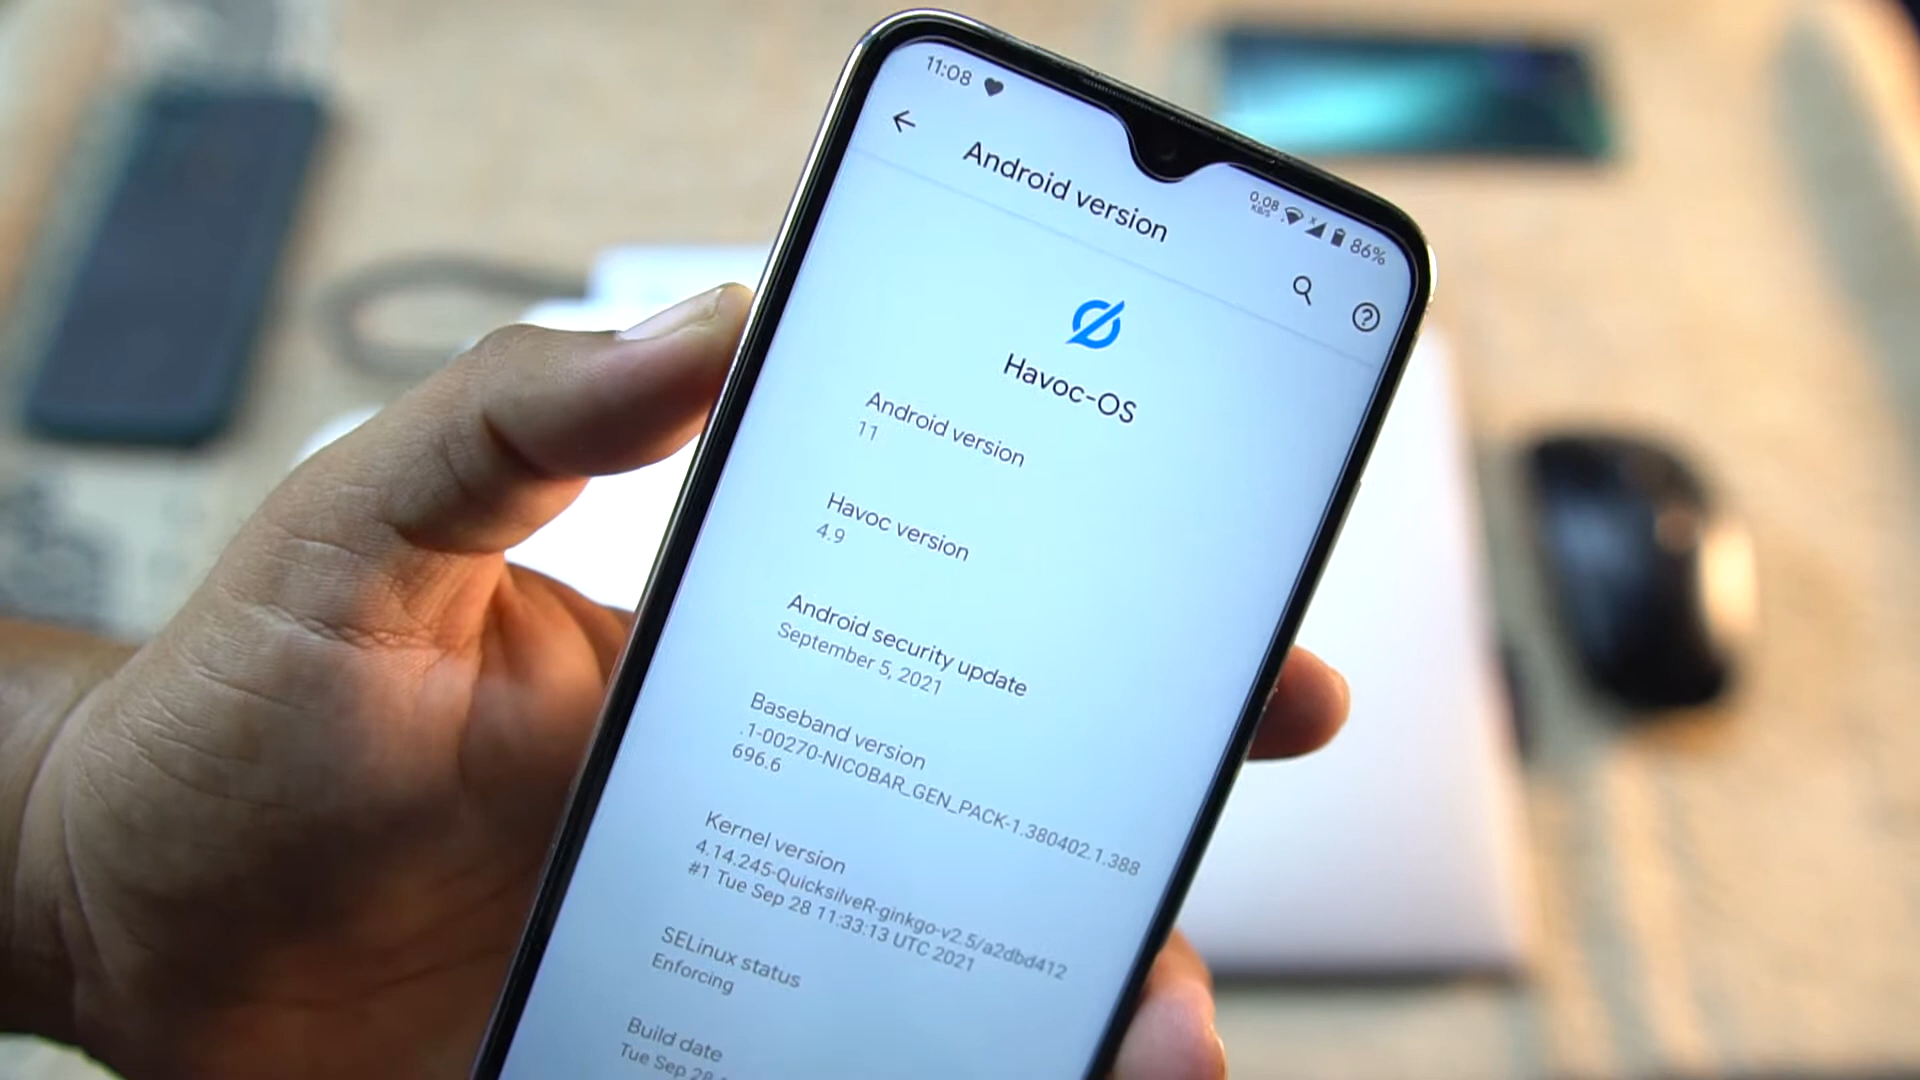 11:08
0.08
KB/S
86%
Android version
Havoc-OS
Android version
11
Havoc version
4.9
Android security update
September 5, 2021
Baseband version
.1-00270-NICOBAR_GEN_PACK-1.380402.1.388
696.6
Kernel version
4.14.245-QuicksilveR-ginkgo-v2.5/a2dbd412
#1 Tue Sep 28 11:33:13 UTC 2021
SELinux status
Enforcing
Build date
Tue Sep 28